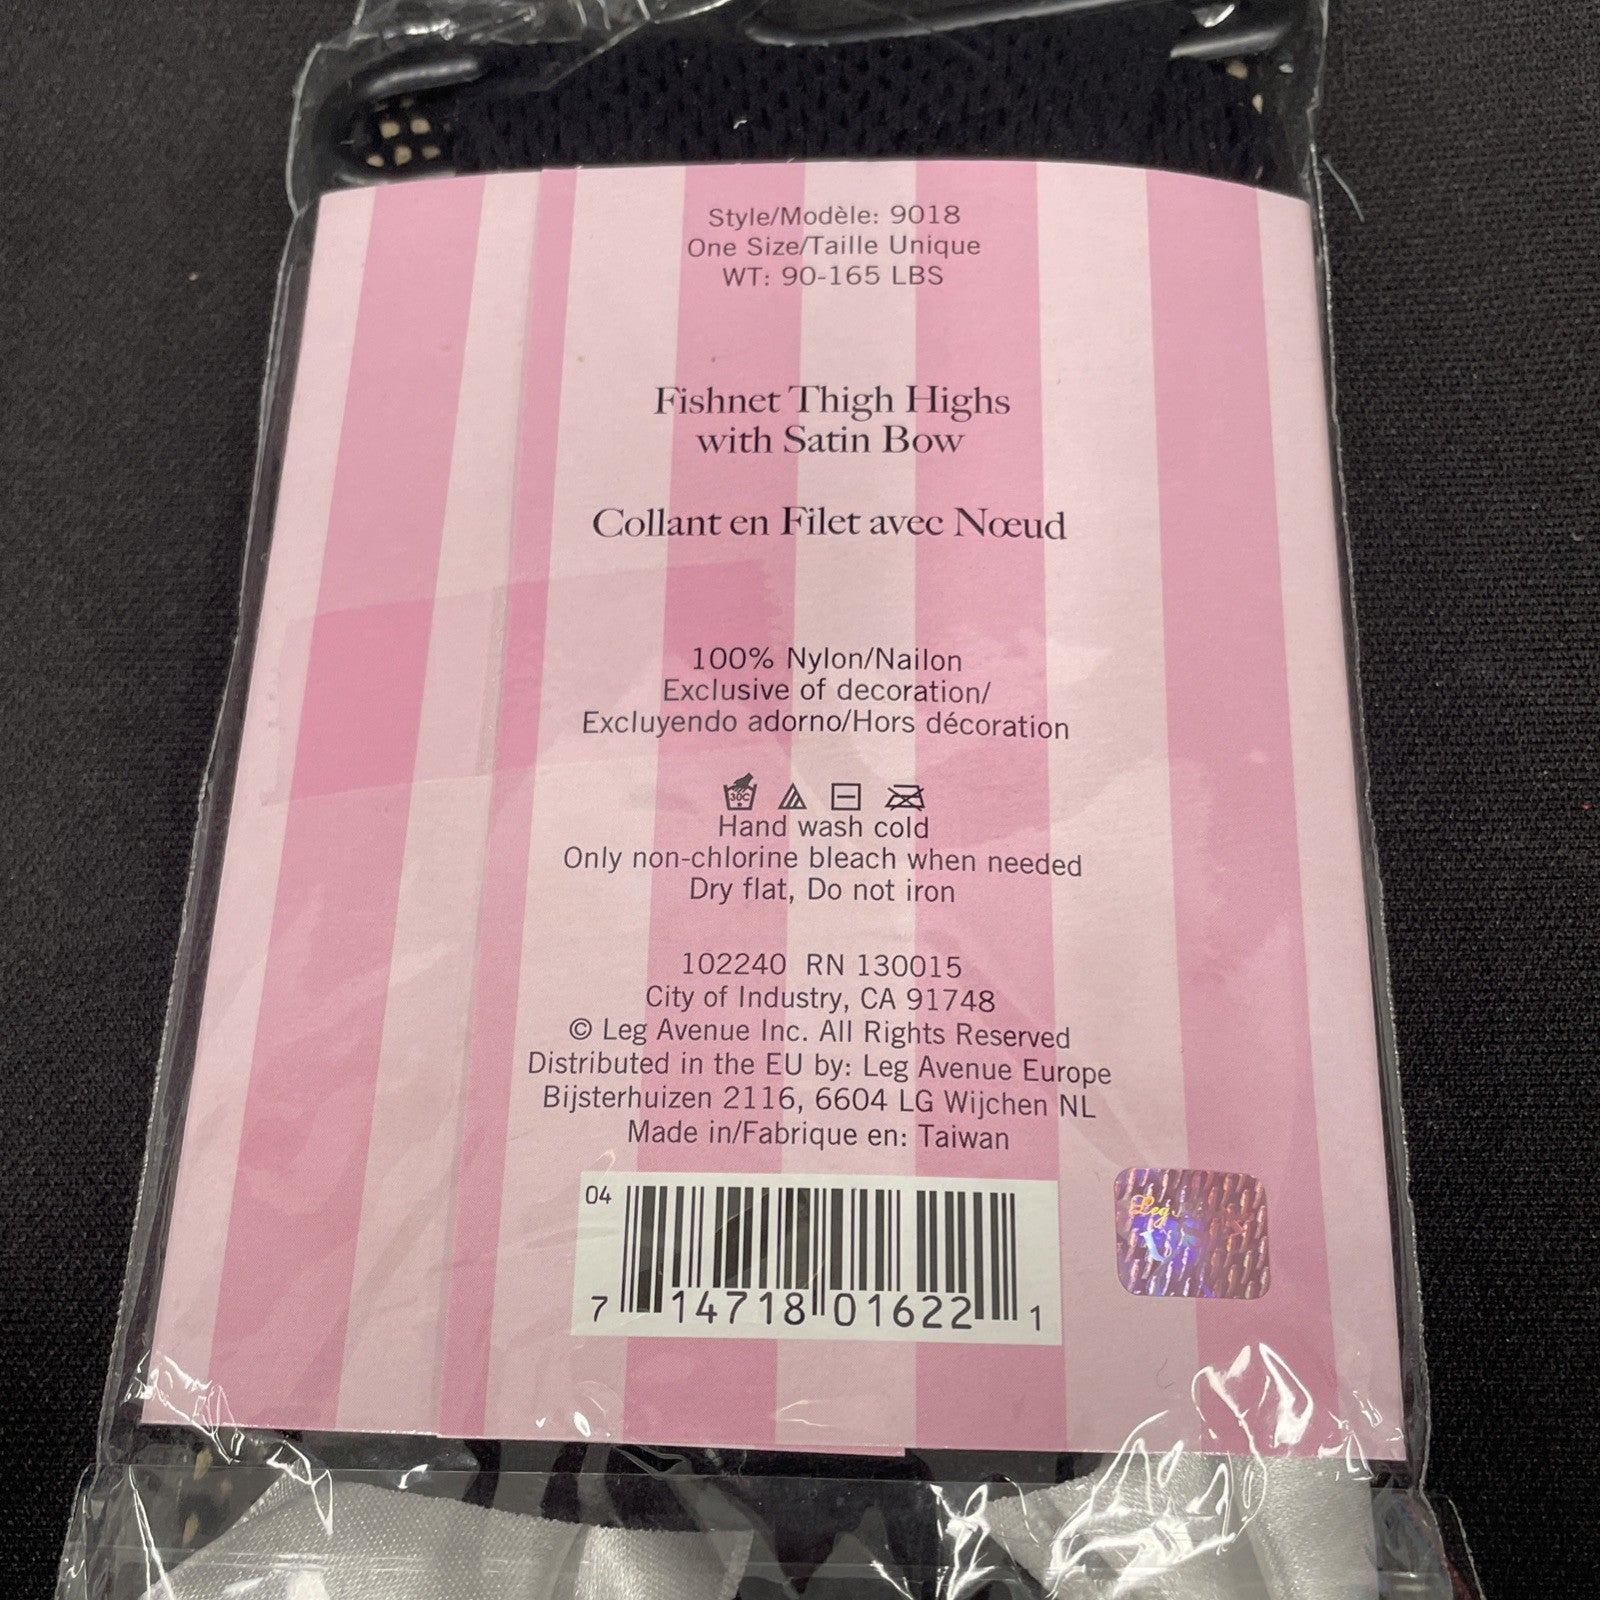 Style/Modèle: 9018
One Size/Taille Unique
WT: 90-165 LBS
Fishnet Thigh Highs
with Satin Bow
Collant en Filet avec Nœud
100% Nylon/Nailon
Exclusive of decoration/
Excluyendo adorno/Hors décoration
30C
Hand wash cold
Only non-chlorine bleach when needed
Dry flat, Do not iron
102240 RN 130015
City of Industry, CA 91748
© Leg Avenue Inc. All Rights Reserved
Distributed in the EU by: Leg Avenue Europe
Bijsterhuizen 2116, 6604 LG Wijchen NL
Made in/Fabrique en: Taiwan
04
7 14718 01622 1
Leg